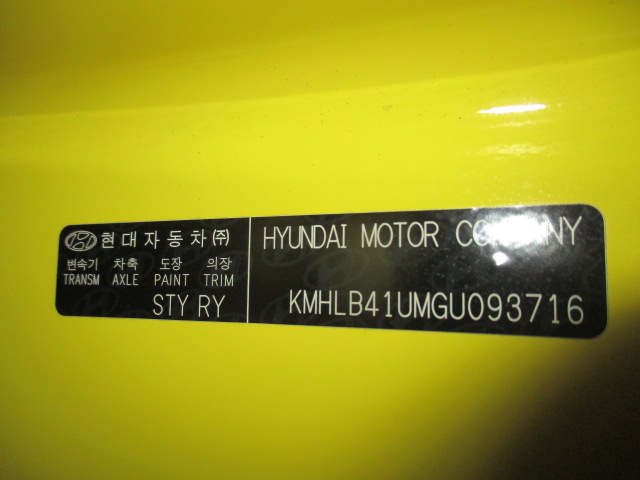 현대자동차㈜
변속기 차축 도장 의장
TRANSM AXLE PAINT TRIM
STY RY
HYUNDAI MOTOR COMPANY
KMHLB41UMGU093716